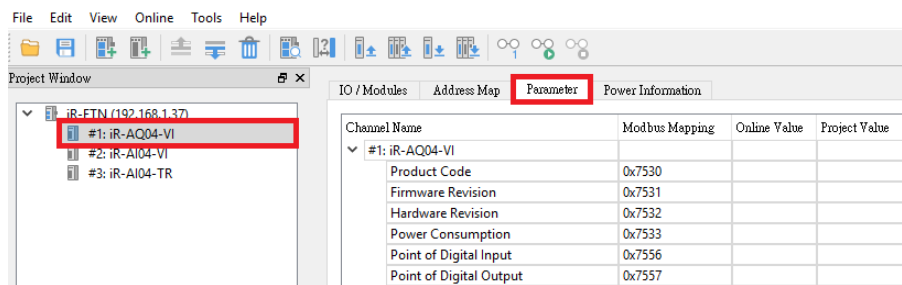 File Edit View Online Tools Help
Project Window
IO / Modules Address Map Parameter Power Information
iR-ETN (192.168.1.37)
#1: iR-AQ04-VI
#2: iR-AI04-VI
#3: iR-AI04-TR
Channel Name Modbus Mapping Online Value Project Value
#1: iR-AQ04-VI
Product Code 0x7530
Firmware Revision 0x7531
Hardware Revision 0x7532
Power Consumption 0x7533
Point of Digital Input 0x7556
Point of Digital Output 0x7557